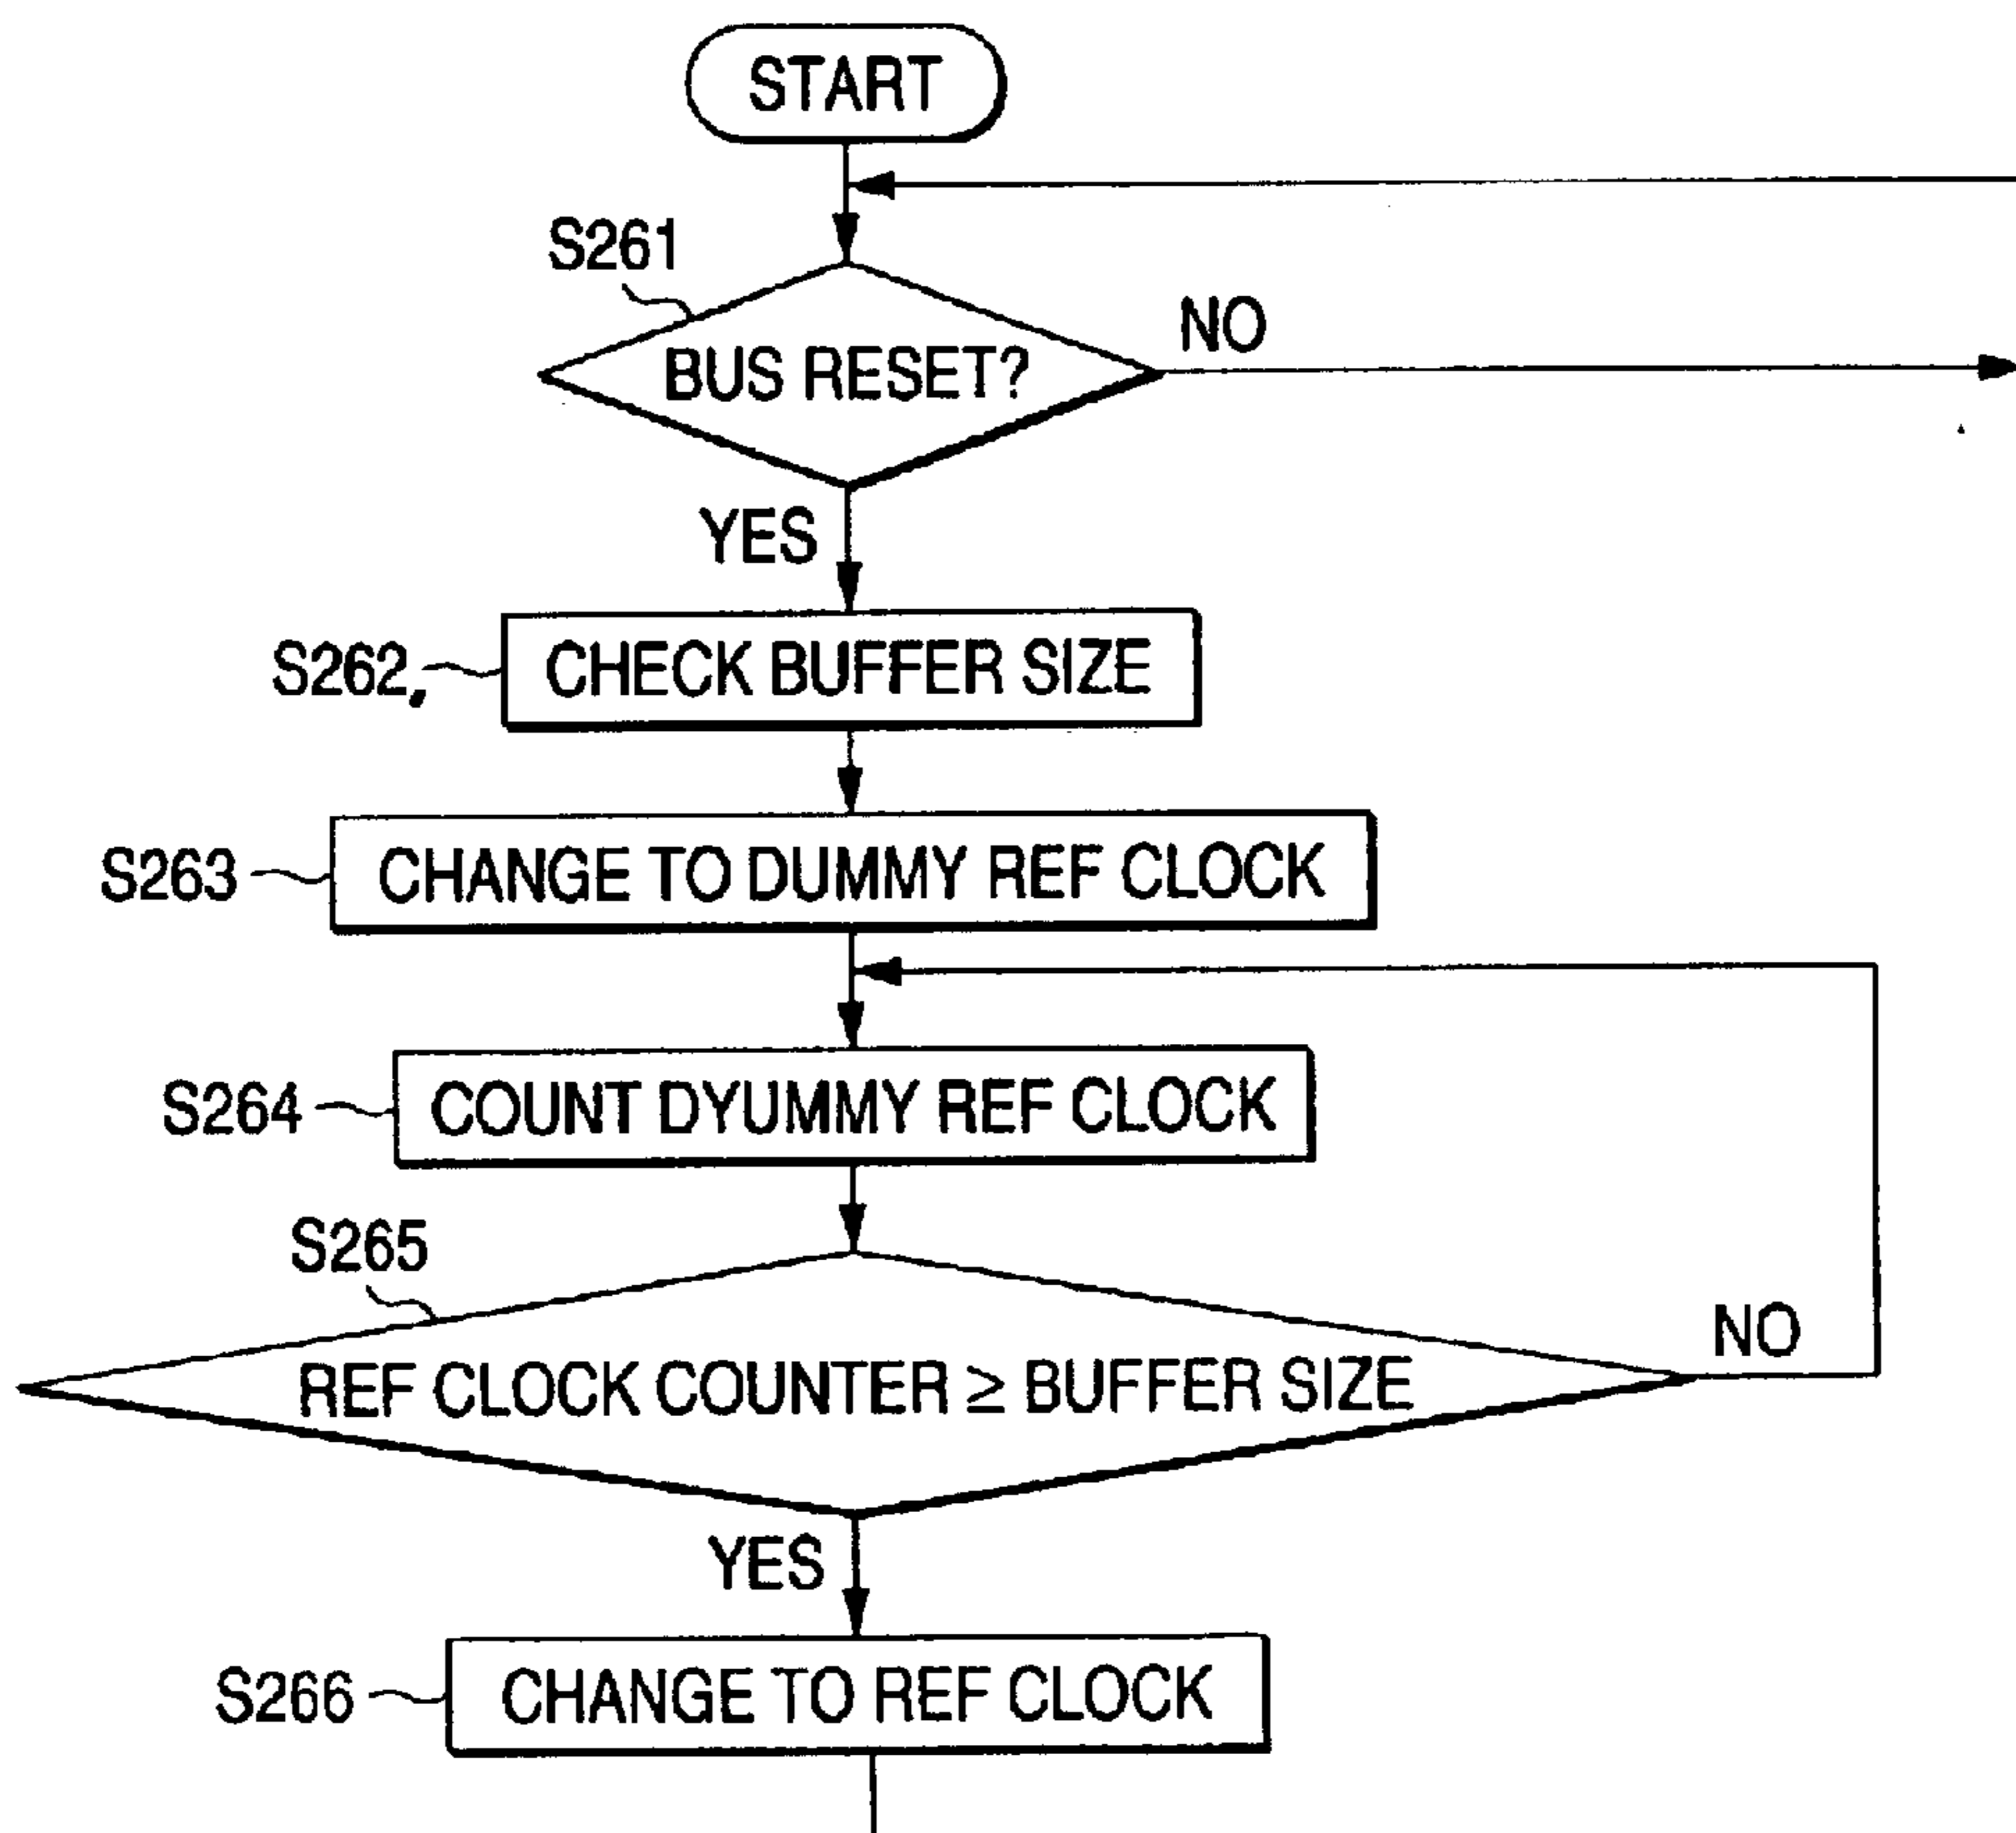 START
S261
BUS RESET?
NO
YES
S262
CHECK BUFFER SIZE
S263
CHANGE TO DUMMY REF CLOCK
S264
COUNT DYUMMY REF CLOCK
S265
REF CLOCK COUNTER ≥ BUFFER SIZE
NO
YES
S266
CHANGE TO REF CLOCK